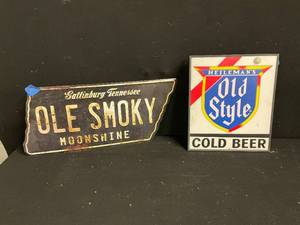 Gatlinburg Tennessee
OLE SMOKY
MOONSHINE
HEILEMAN'S
Old
Style
COLD BEER